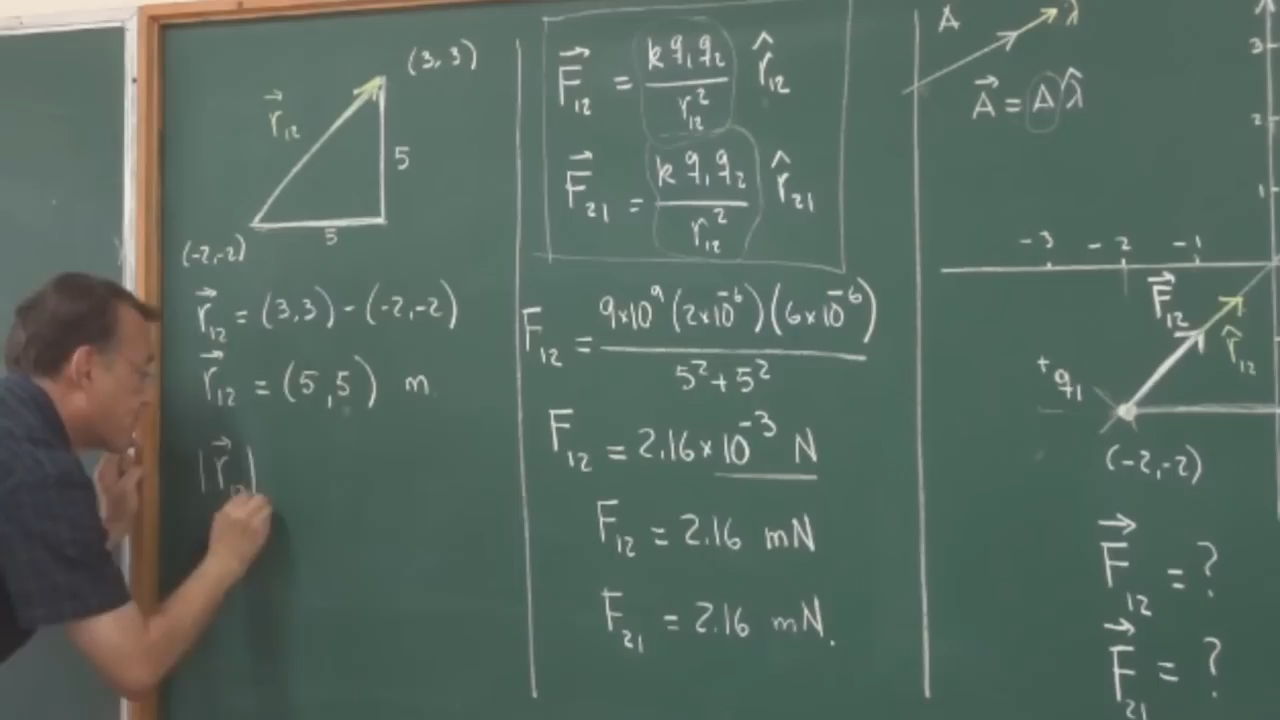 (3, 3)
r⃗₁₂
5
5
(-2,-2)
r⃗₁₂ = (3,3) - (-2,-2)
r⃗₁₂ = (5,5) m
|r⃗₁₂|
F⃗₁₂ = k q₁q₂ / r₁₂² r̂₁₂
F⃗₂₁ = k q₁q₂ / r₁₂² r̂₂₁
F₁₂ = 9×10⁹ (2×10⁻⁶)(6×10⁻⁶) / 5²+5²
F₁₂ = 2.16×10⁻³ N
F₁₂ = 2.16 mN
F₂₁ = 2.16 mN.
A λ̂
A⃗ = A λ̂
3
2
1
-3 -2 -1
F⃗₁₂
r̂₁₂
+ q₁
(-2,-2)
F⃗₁₂ = ?
F⃗₂₁ = ?